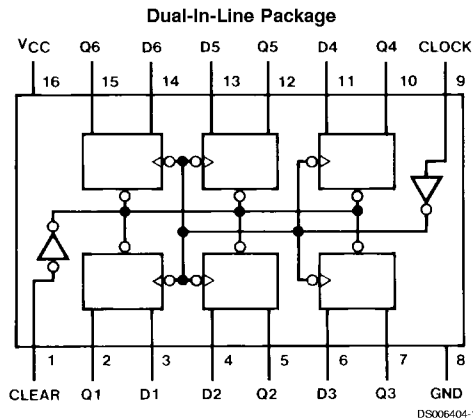 Dual-In-Line Package
VCC Q6 D6 D5 Q5 D4 Q4 CLOCK
16 15 14 13 12 11 10 9
1 2 3 4 5 6 7 8
CLEAR Q1 D1 D2 Q2 D3 Q3 GND
DS006404-